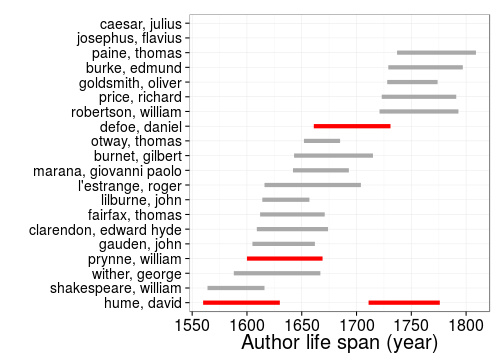 caesar, julius
josephus, flavius
paine, thomas
burke, edmund
goldsmith, oliver
price, richard
robertson, william
defoe, daniel
otway, thomas
burnet, gilbert
marana, giovanni paolo
l'estrange, roger
lilburne, john
fairfax, thomas
clarendon, edward hyde
gauden, john
prynne, william
wither, george
shakespeare, william
hume, david
1550 1600 1650 1700 1750 1800
Author life span (year)